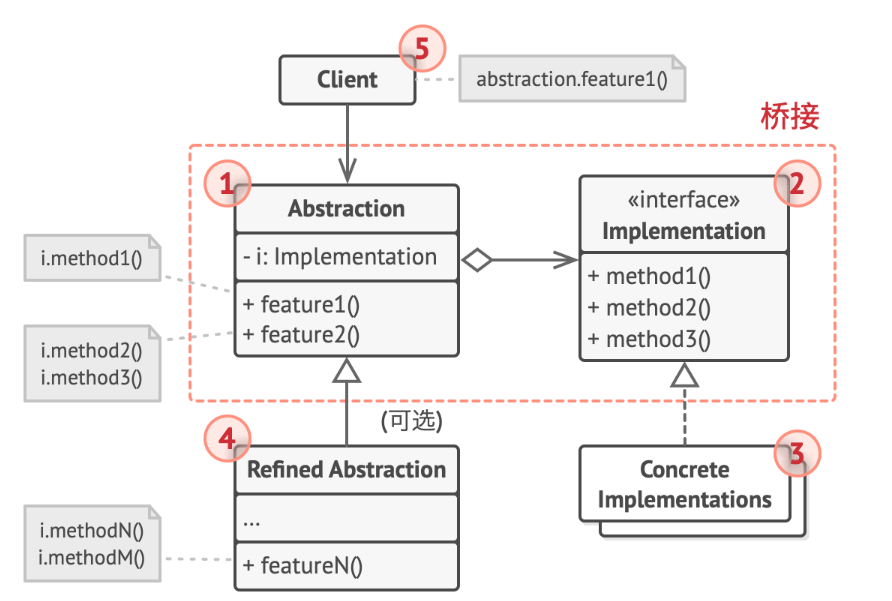 5
Client
abstraction.feature1()
桥接
1
Abstraction
- i: Implementation
+ feature1()
+ feature2()
2
«interface»
Implementation
+ method1()
+ method2()
+ method3()
i.method1()
i.method2()
i.method3()
(可选)
4
Refined Abstraction
...
+ featureN()
3
Concrete
Implementations
i.methodN()
i.methodM()